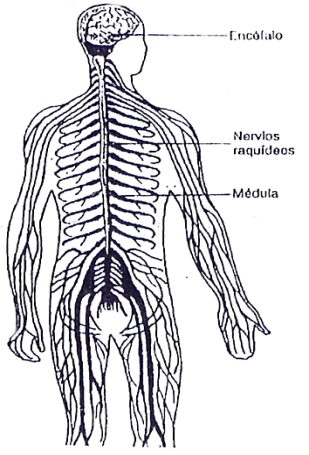 Encéfalo
Nervios
raquídeos
Médula